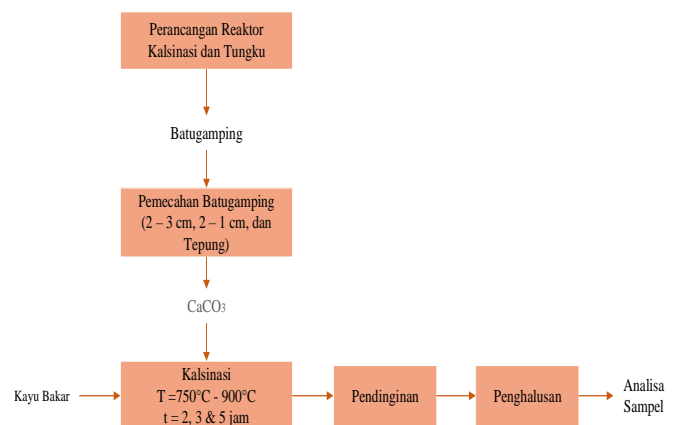 Perancangan Reaktor
Kalsinasi dan Tungku
Batugamping
Pemecahan Batugamping
(2 – 3 cm, 2 – 1 cm, dan
Tepung)
CaCO3
Kayu Bakar
Kalsinasi
T =750°C - 900°C
t = 2, 3 & 5 jam
Pendinginan
Penghalusan
Analisa
Sampel